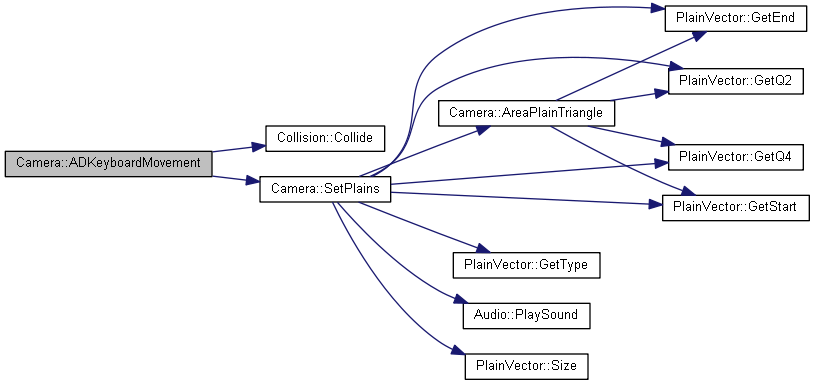 PlainVector::GetEnd
PlainVector::GetQ2
Camera::AreaPlainTriangle
Collision::Collide
PlainVector::GetQ4
Camera::ADKeyboardMovement
Camera::SetPlains
PlainVector::GetStart
PlainVector::GetType
Audio::PlaySound
PlainVector::Size